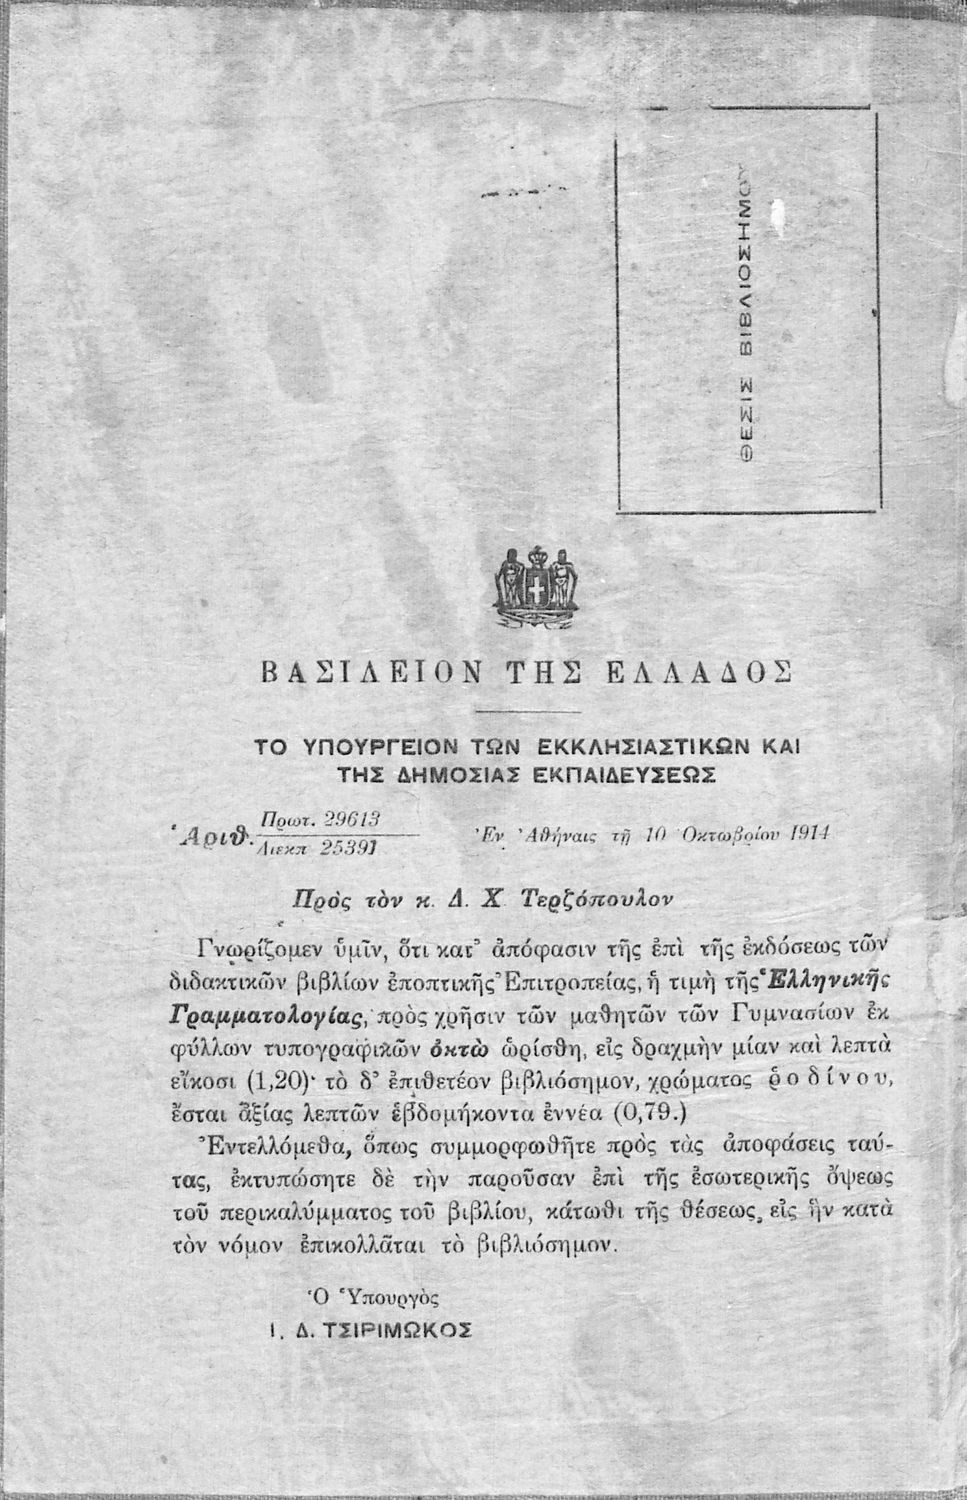 ΘΕΣΙΣ ΒΙΒΛΙΟΣΗΜΟΥ
ΒΑΣΙΛΕΙΟΝ ΤΗΣ ΕΛΛΑΔΟΣ
ΤΟ ΥΠΟΥΡΓΕΙΟΝ ΤΩΝ ΕΚΚΛΗΣΙΑΣΤΙΚΩΝ ΚΑΙ
ΤΗΣ ΔΗΜΟΣΙΑΣ ΕΚΠΑΙΔΕΥΣΕΩΣ
Ἀριθ. Πρωτ. 29613
Διεκπ 25391
Ἐν Ἀθήναις τῇ 10 Ὀκτωβρίου 1914
Πρὸς τὸν κ. Δ. Χ Τερζόπουλον
Γνωρίζομεν ὑμῖν, ὅτι κατ' ἀπόφασιν τῆς ἐπὶ τῆς ἐκδόσεως τῶν
διδακτικῶν βιβλίων ἐποπτικῆς Ἐπιτροπείας, ἡ τιμὴ τῆς Ἑλληνικῆς
Γραμματολογίας, πρὸς χρῆσιν τῶν μαθητῶν τῶν Γυμνασίων ἐκ
φύλλων τυπογραφικῶν ὀκτὼ ὡρίσθη, εἰς δραχμὴν μίαν καὶ λεπτὰ
εἴκοσι (1,20)· τὸ δ' ἐπιθετέον βιβλιόσημον, χρώματος ῥοδίνου,
ἔσται ἀξίας λεπτῶν ἑβδομήκοντα ἐννέα (0,79.)
Ἐντελλόμεθα, ὅπως συμμορφωθῆτε πρὸς τὰς ἀποφάσεις ταύ-
τας, ἐκτυπώσητε δὲ τὴν παροῦσαν ἐπὶ τῆς ἐσωτερικῆς ὄψεως
τοῦ περικαλύμματος τοῦ βιβλίου, κάτωθι τῆς θέσεως, εἰς ἣν κατὰ
τὸν νόμον ἐπικολλᾶται τὸ βιβλιόσημον.
Ὁ Ὑπουργὸς
Ι. Δ. ΤΣΙΡΙΜΩΚΟΣ